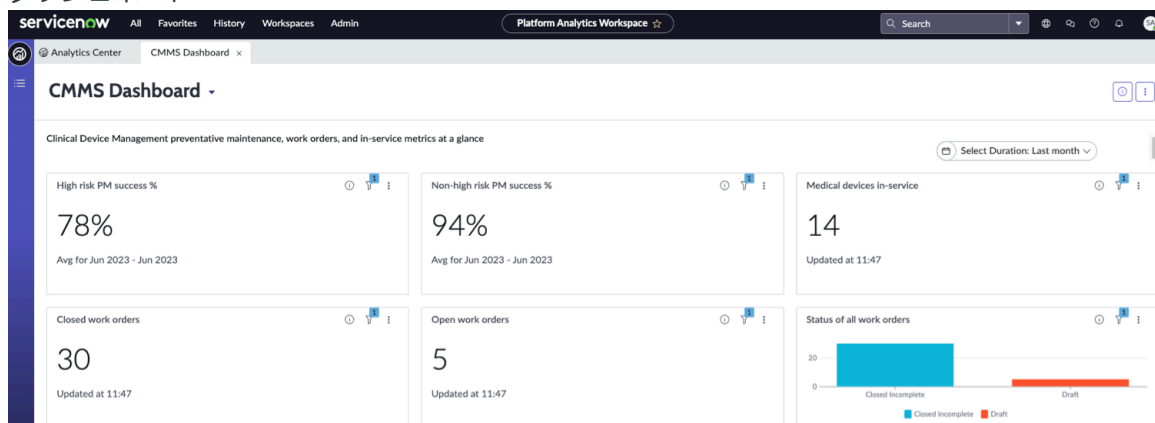 servicenow All Favorites History Workspaces Admin Platform Analytics Workspace Search SA
Analytics Center CMMS Dashboard ×
CMMS Dashboard
Clinical Device Management preventative maintenance, work orders, and in-service metrics at a glance
Select Duration: Last month
High risk PM success % 1
78%
Avg for Jun 2023 - Jun 2023
Non-high risk PM success % 1
94%
Avg for Jun 2023 - Jun 2023
Medical devices in-service 1
14
Updated at 11:47
Closed work orders 1
30
Updated at 11:47
Open work orders 1
5
Updated at 11:47
Status of all work orders 1
20
0
Closed Incomplete Draft
Closed Incomplete Draft